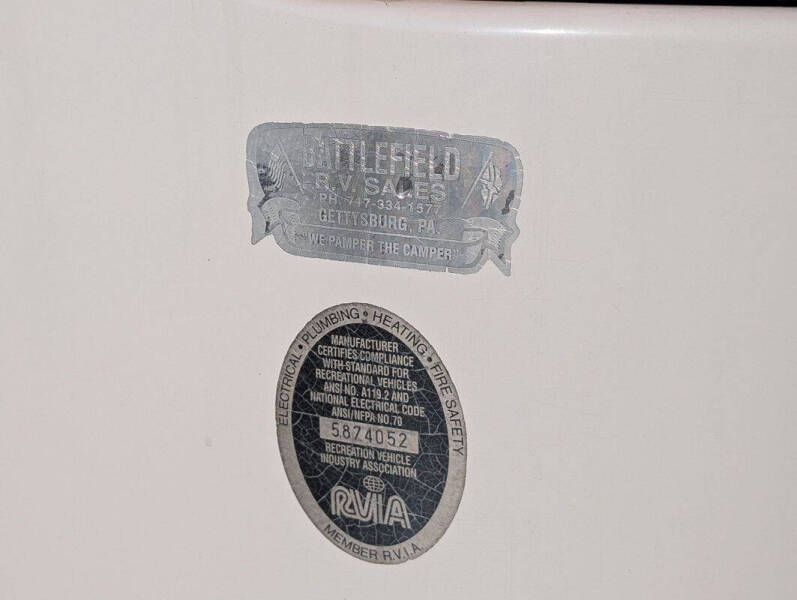 BATTLEFIELD
R.V. SALES
PH. 717-334-1577
GETTYSBURG, PA.
"WE PAMPER THE CAMPER"
ELECTRICAL • PLUMBING • HEATING • FIRE SAFETY
MANUFACTURER
CERTIFIES COMPLIANCE
WITH STANDARD FOR
RECREATIONAL VEHICLES
ANSI NO. A119.2 AND
NATIONAL ELECTRICAL CODE
ANSI/NFPA NO. 70
5874052
RECREATION VEHICLE
INDUSTRY ASSOCIATION
RVIA
MEMBER R.V.I.A.